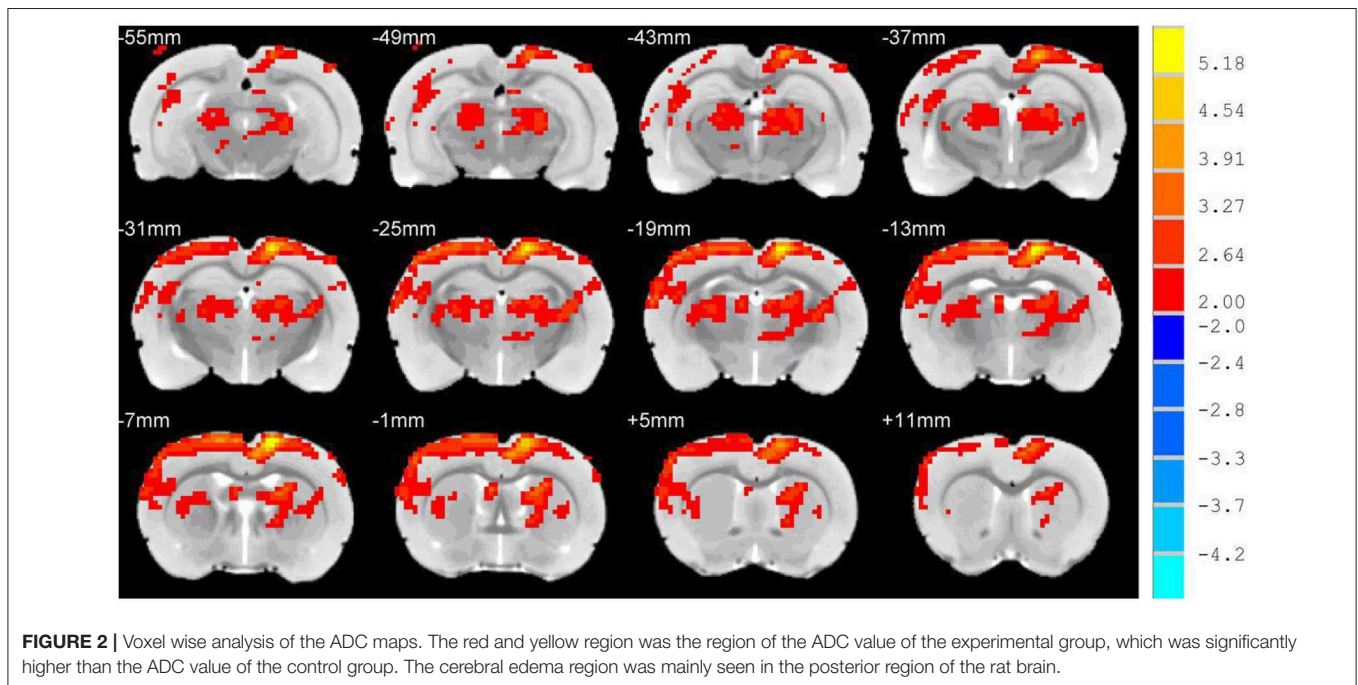 -55mm -49mm -43mm -37mm
-31mm -25mm -19mm -13mm
-7mm -1mm +5mm +11mm
5.18
4.54
3.91
3.27
2.64
2.00
-2.0
-2.4
-2.8
-3.3
-3.7
-4.2
FIGURE 2 | Voxel wise analysis of the ADC maps. The red and yellow region was the region of the ADC value of the experimental group, which was significantly
higher than the ADC value of the control group. The cerebral edema region was mainly seen in the posterior region of the rat brain.